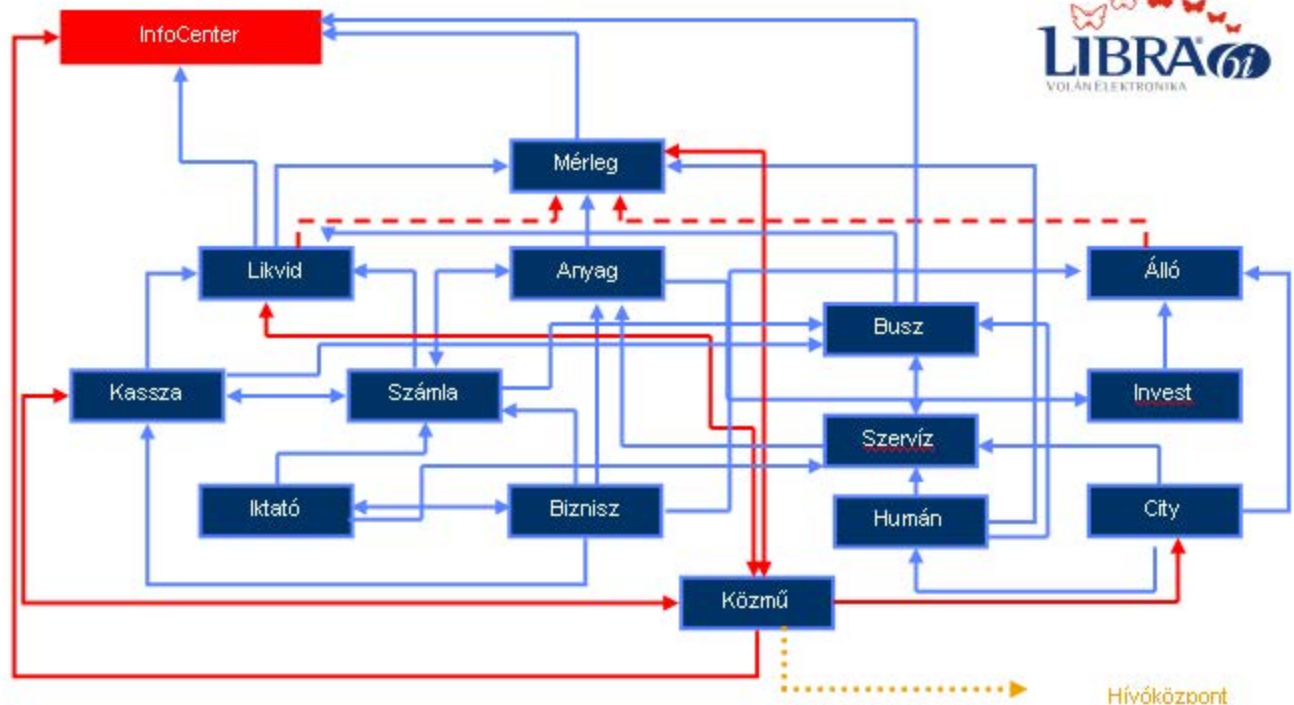 InfoCenter
LIBRA 6i
VOLÁN ELEKTRONIKA
Mérleg
Likvid
Anyag
Álló
Busz
Kassza
Számla
Invest
Szervíz
Iktató
Biznisz
Humán
City
Közmű
Hívóközpont